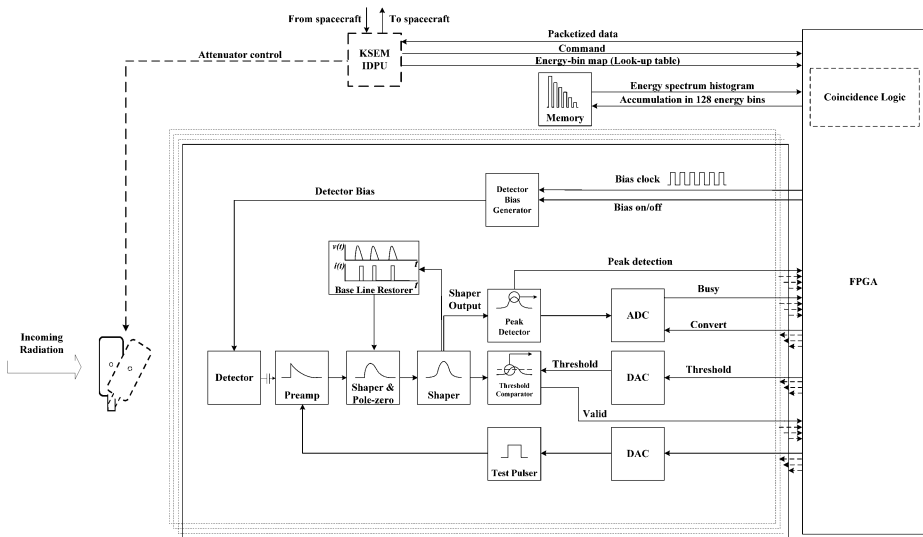 From spacecraft
To spacecraft
KSEM
IDPU
Attenuator control
Packetized data
Command
Energy-bin map (Look-up table)
Energy spectrum histogram
Accumulation in 128 energy bins
Memory
Coincidence Logic
Detector Bias
Detector
Bias
Generator
Bias clock
Bias on/off
v(t)
t
i(t)
t
Base Line Restorer
Shaper
Output
Peak detection
Peak
Detector
ADC
Busy
Convert
FPGA
Incoming
Radiation
Detector
Preamp
Shaper &
Pole-zero
Shaper
Threshold
Comparator
Threshold
DAC
Threshold
Valid
Test Pulser
DAC